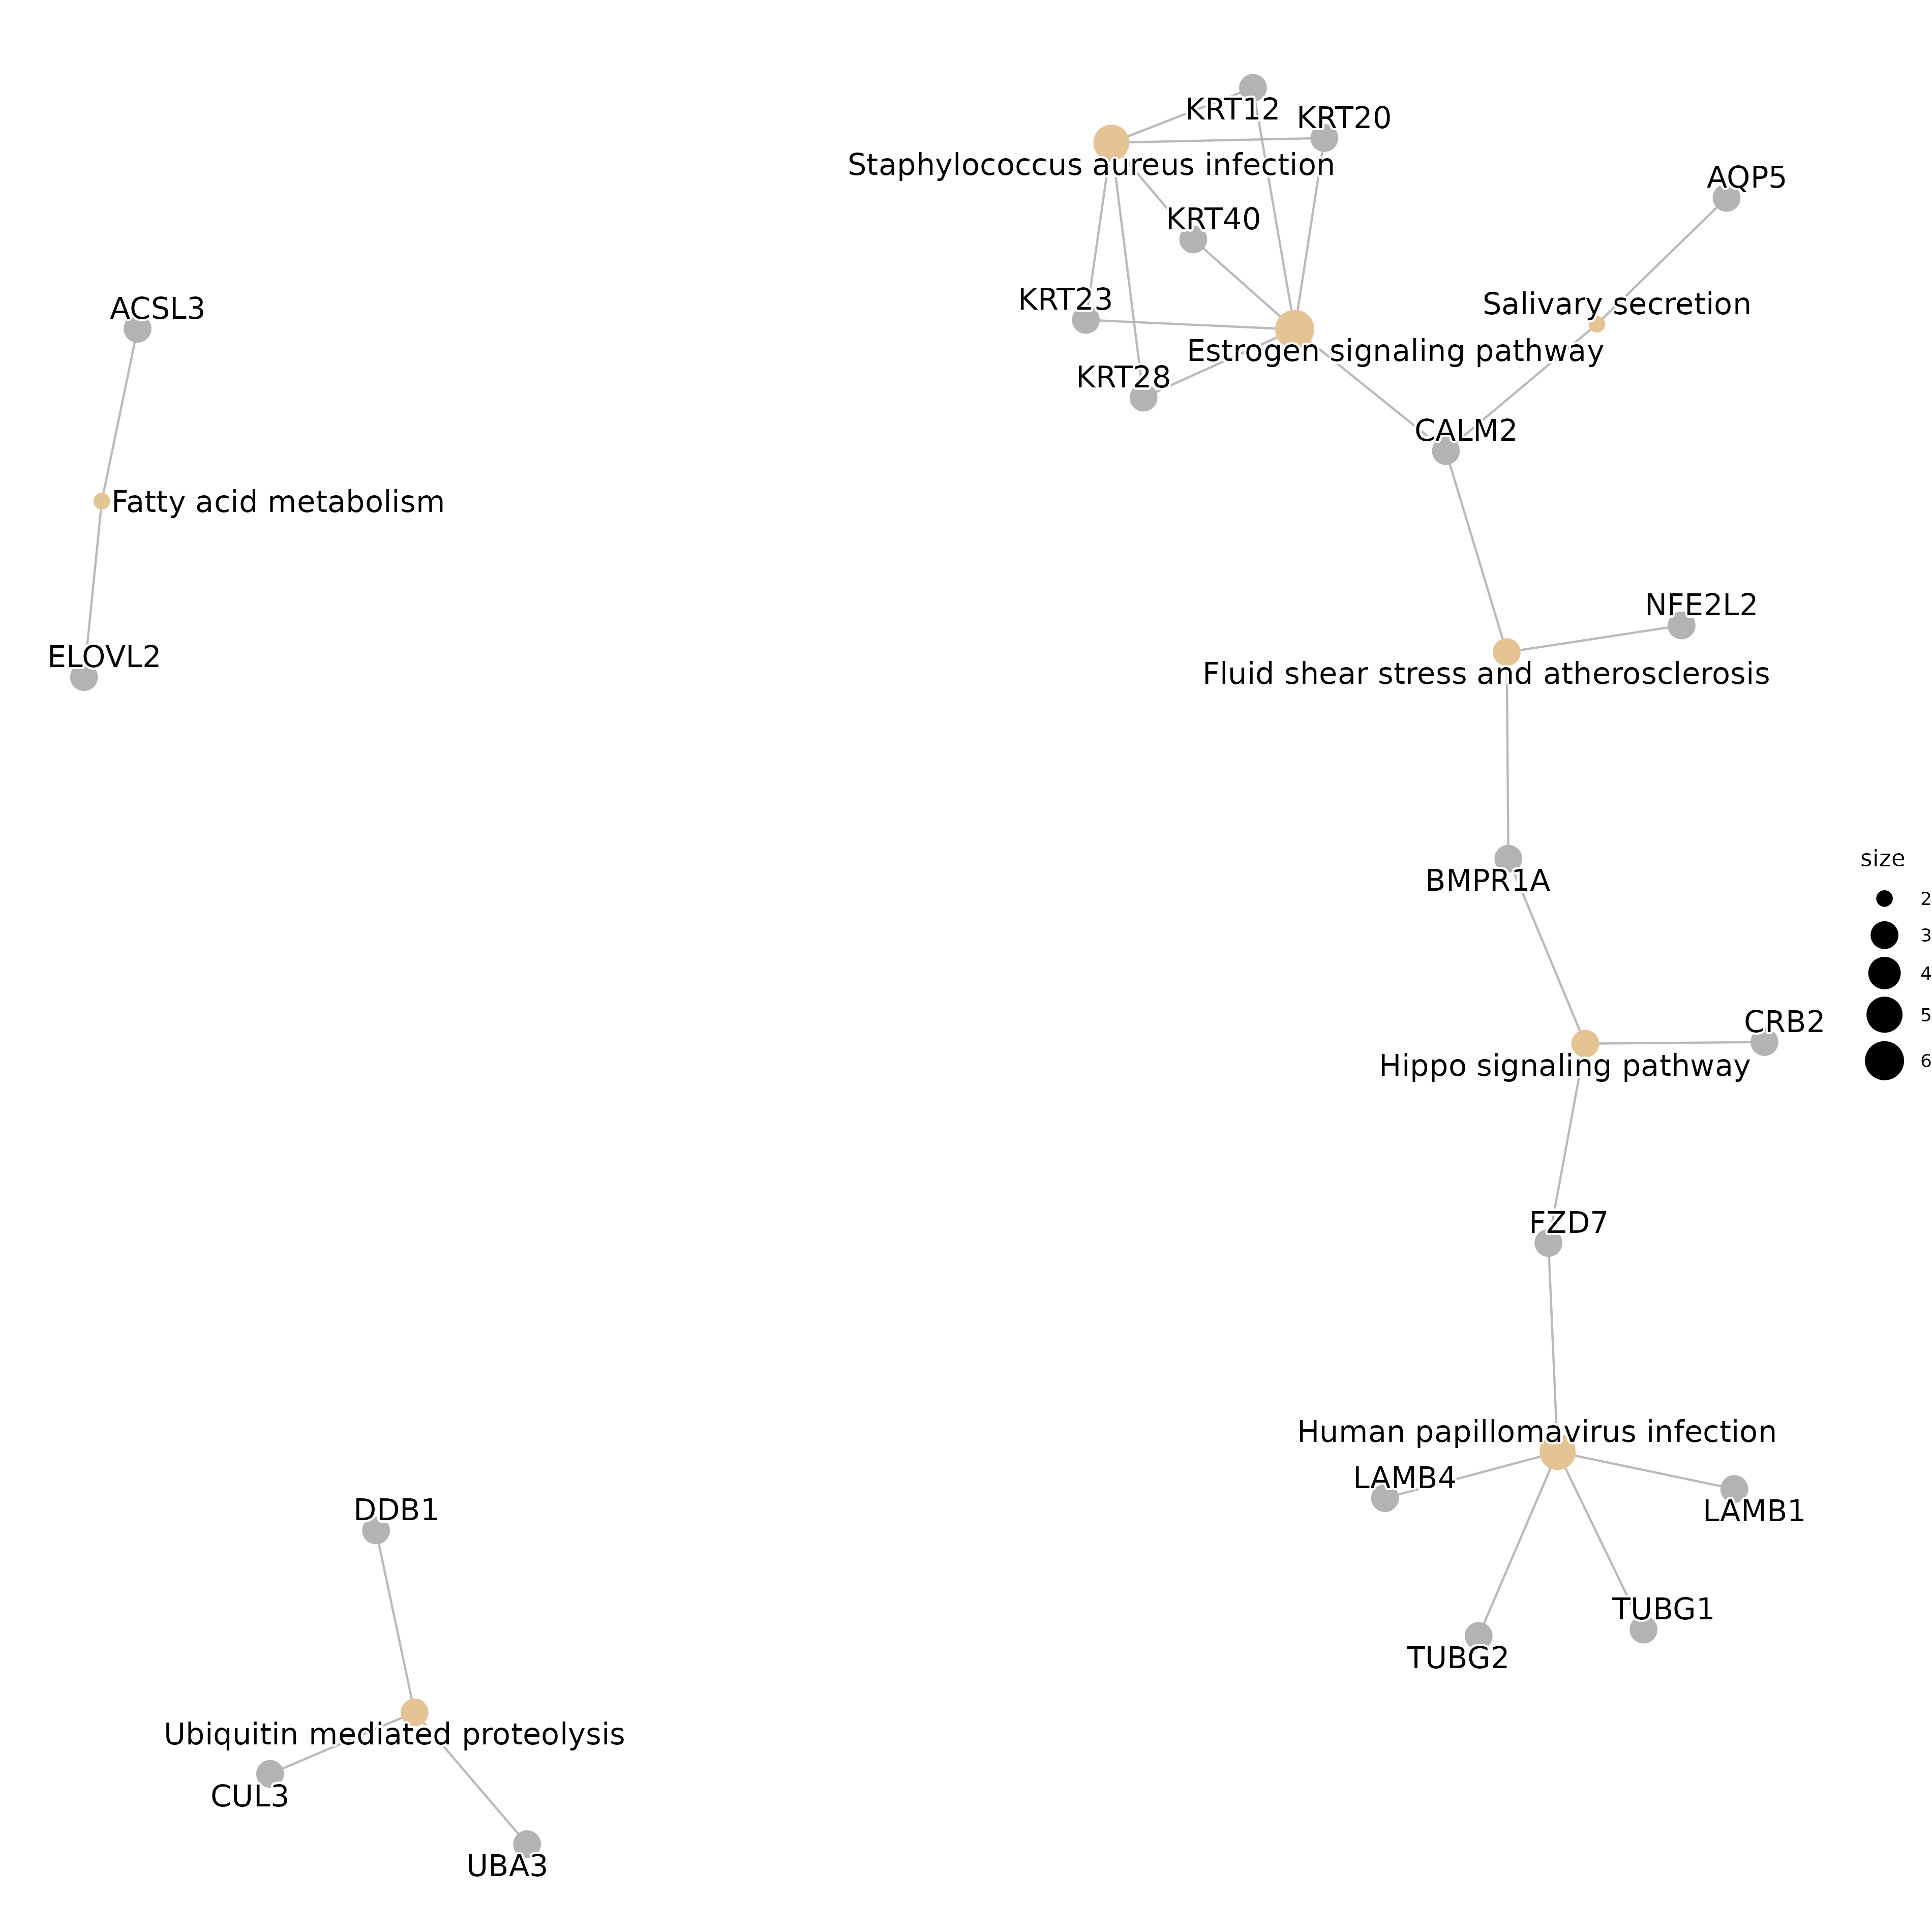 KRT12
KRT20
Staphylococcus aureus infection
AQP5
KRT40
KRT23
Salivary secretion
ACSL3
Estrogen signaling pathway
KRT28
CALM2
Fatty acid metabolism
NFE2L2
ELOVL2
Fluid shear stress and atherosclerosis
size
BMPR1A
2
3
4
5
CRB2
6
Hippo signaling pathway
FZD7
Human papillomavirus infection
LAMB4
DDB1
LAMB1
TUBG1
TUBG2
Ubiquitin mediated proteolysis
CUL3
UBA3